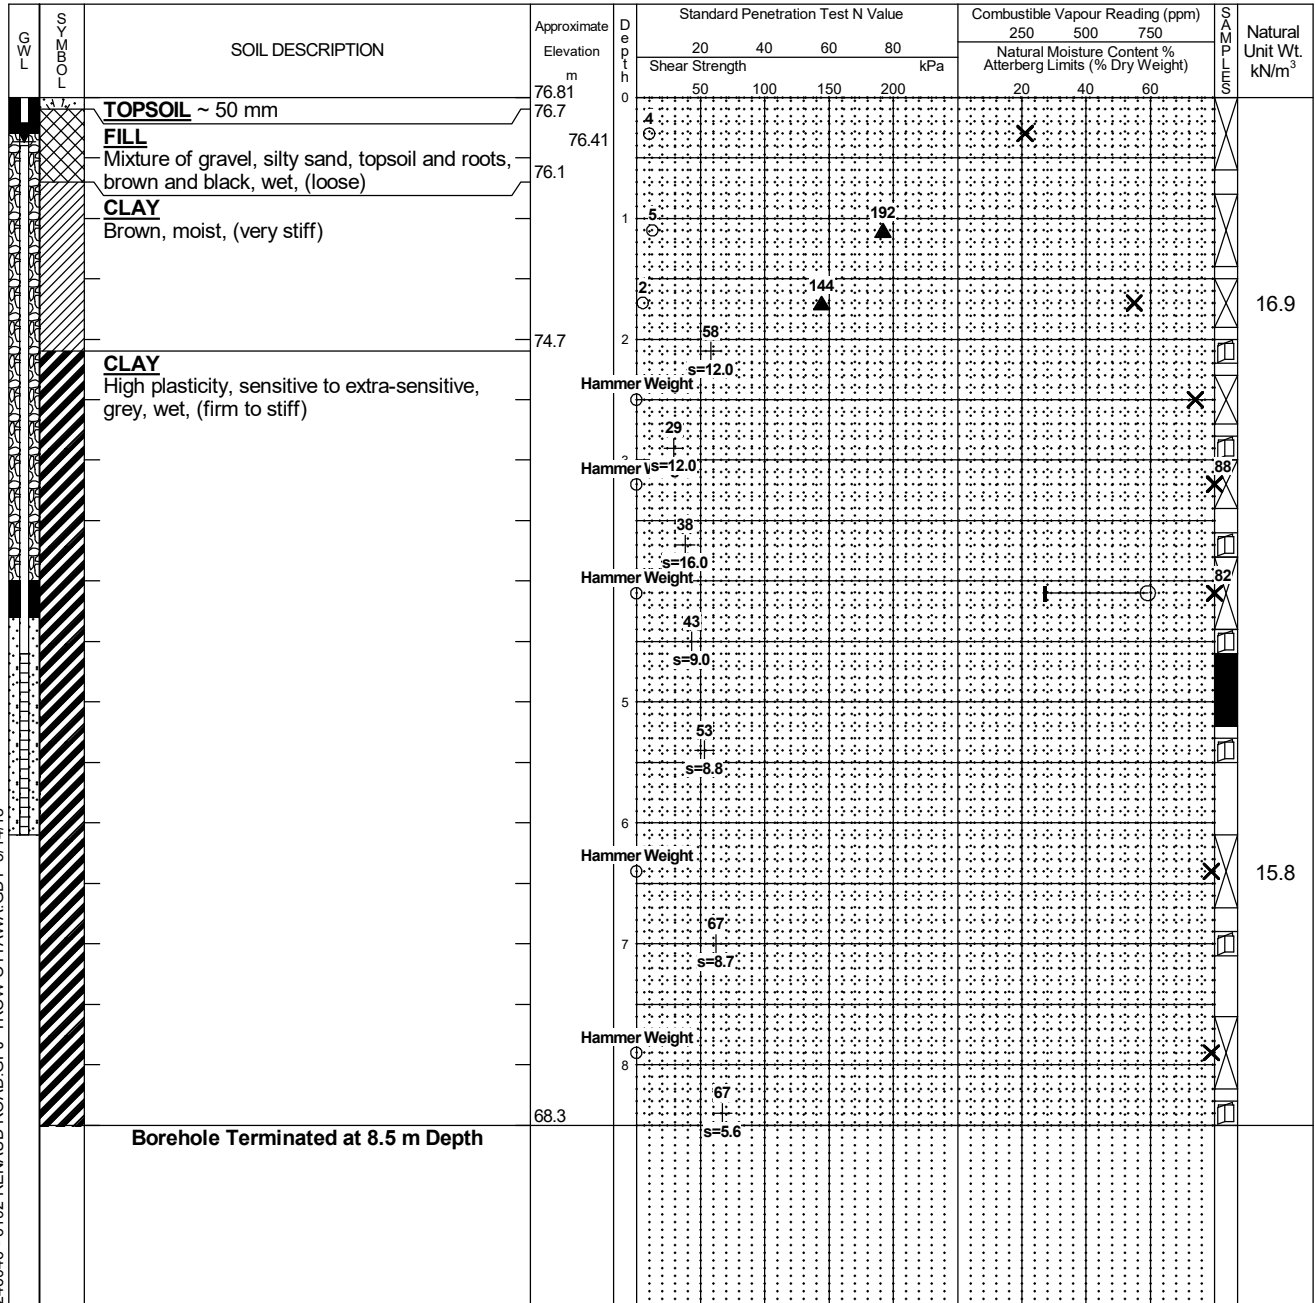 GWL
SYMBOL
SOIL DESCRIPTION
Approximate
Elevation
m
76.81
Depth
Standard Penetration Test N Value
20 40 60 80
Shear Strength kPa
50 100 150 200
Combustible Vapour Reading (ppm)
250 500 750
Natural Moisture Content %
Atterberg Limits (% Dry Weight)
20 40 60
SAMPLES
Natural
Unit Wt.
kN/m³
0
TOPSOIL ~ 50 mm
76.7
FILL
76.41
Mixture of gravel, silty sand, topsoil and roots,
brown and black, wet, (loose)
76.1
4
CLAY
Brown, moist, (very stiff)
1
5
192
2
144
16.9
74.7
2
58
s=12.0
CLAY
High plasticity, sensitive to extra-sensitive,
grey, wet, (firm to stiff)
Hammer Weight
29
s=12.0
Hammer
88
38
s=16.0
Hammer Weight
82
43
s=9.0
5
53
s=8.8
6
Hammer Weight
15.8
67
7
s=8.7
Hammer Weight
8
67
s=5.6
68.3
Borehole Terminated at 8.5 m Depth